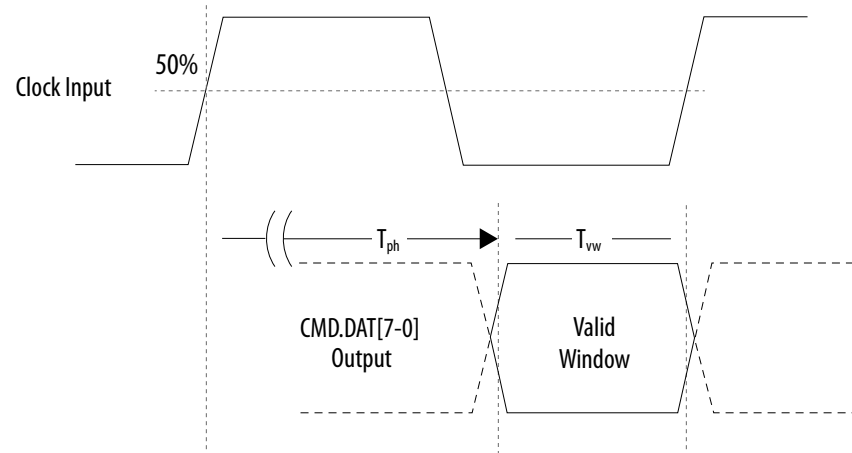 50%
Clock Input
Tph
Tvw
CMD.DAT[7-0]
Output
Valid
Window